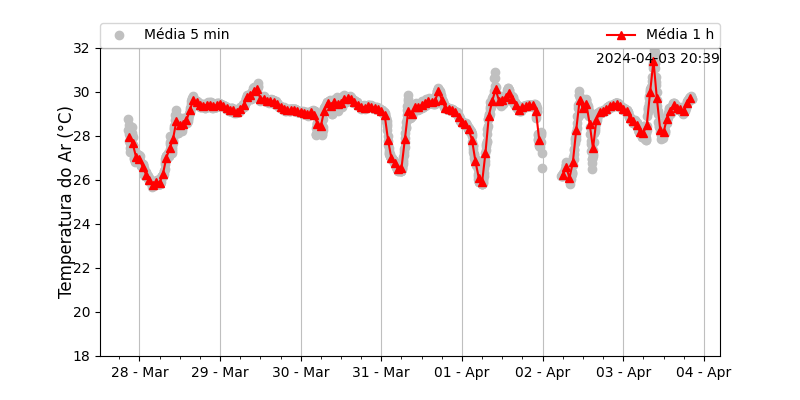 Média 5 min
Média 1 h
2024-04-03 20:39
Temperatura do Ar (°C)
32
30
28
26
24
22
20
18
28 - Mar
29 - Mar
30 - Mar
31 - Mar
01 - Apr
02 - Apr
03 - Apr
04 - Apr